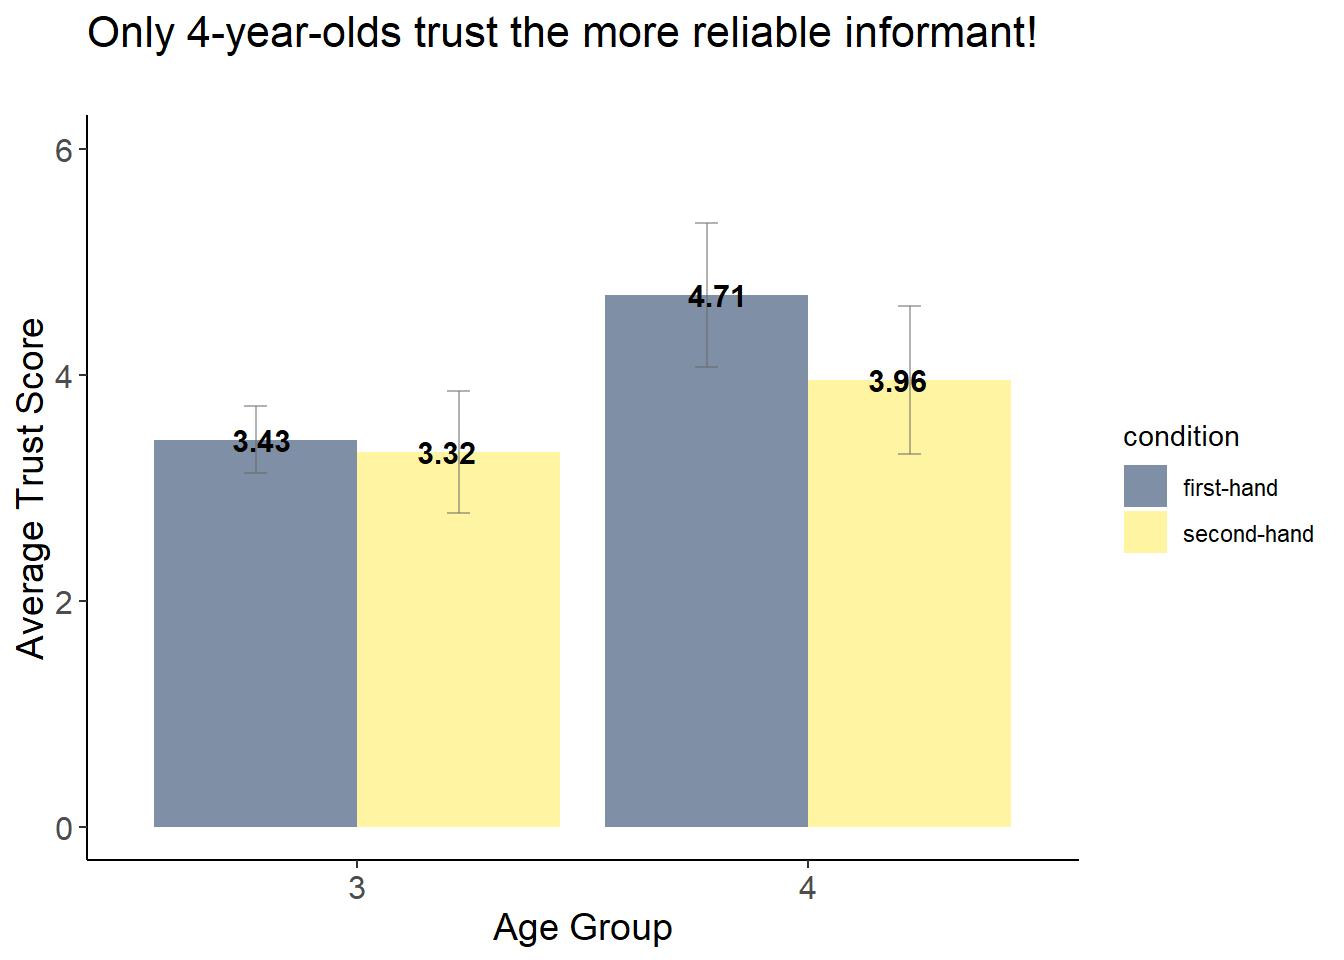 Only 4-year-olds trust the more reliable informant!
6
4
2
0
Average Trust Score
3.43
3.32
4.71
3.96
3
4
Age Group
condition
first-hand
second-hand